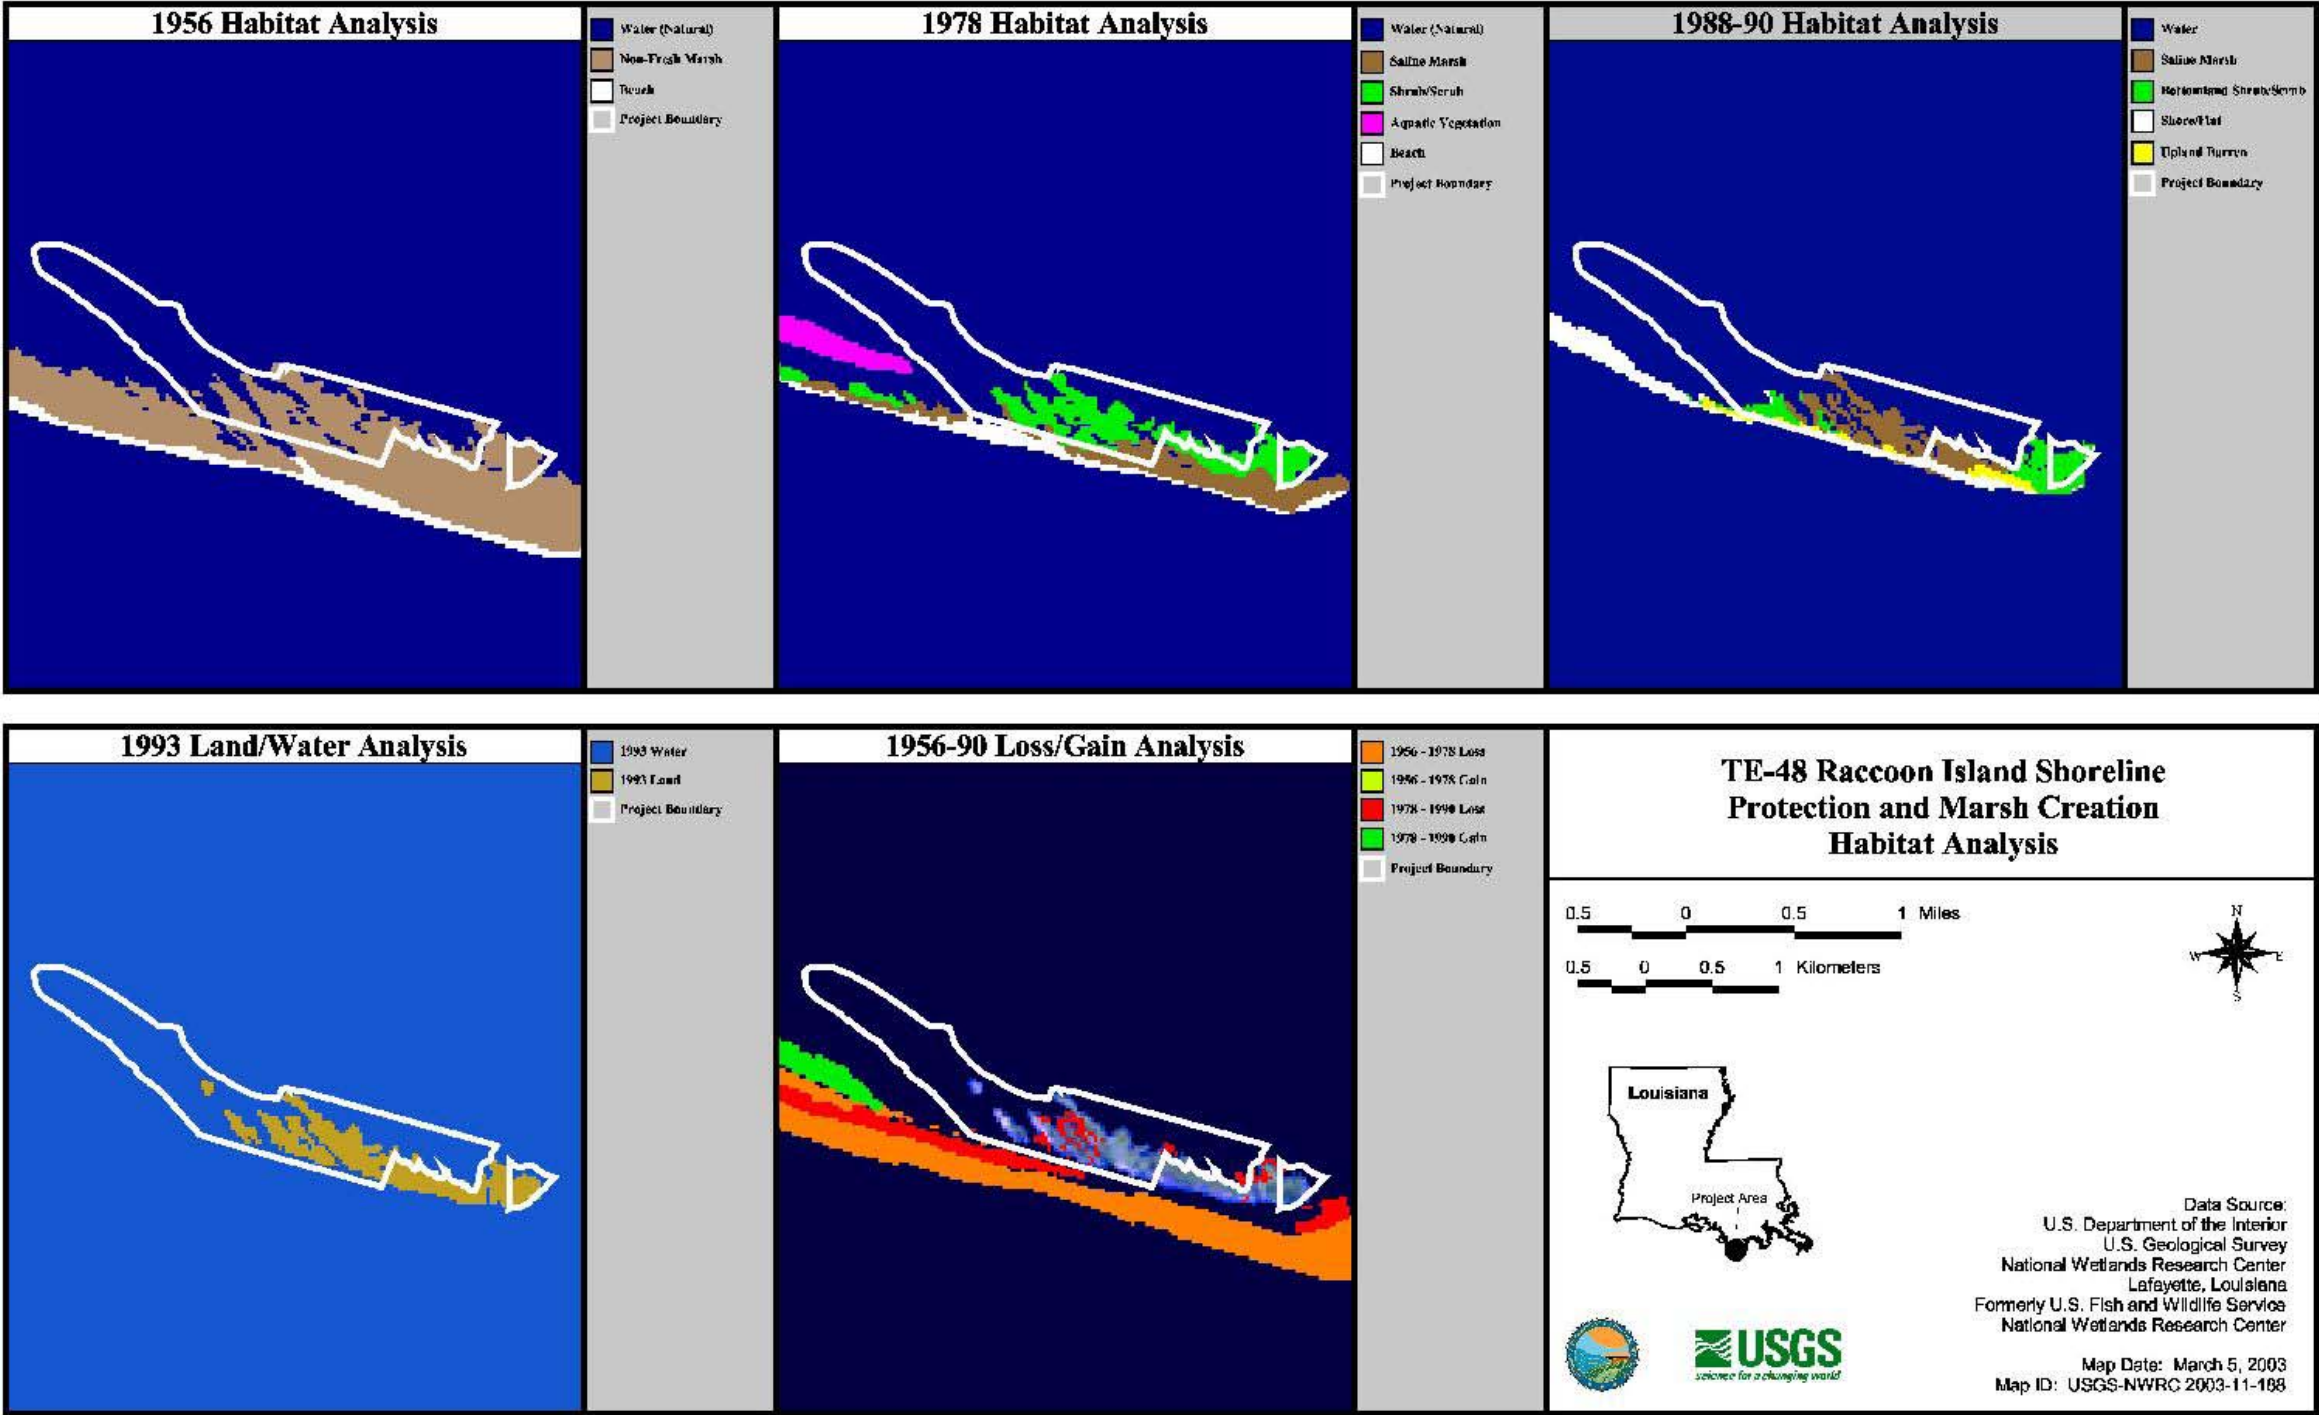 1956 Habitat Analysis
Water (Natural)
Non-Fresh Marsh
Beach
Project Boundary
1978 Habitat Analysis
Water (Natural)
Saline Marsh
Shrub/Scrub
Aquatic Vegetation
Beach
Project Boundary
1988-90 Habitat Analysis
Water
Saline Marsh
Bottomland Shrub/Scrub
Shore/Flat
Upland Barren
Project Boundary
1993 Land/Water Analysis
1993 Water
1993 Land
Project Boundary
1956-90 Loss/Gain Analysis
1956 - 1978 Loss
1956 - 1978 Gain
1978 - 1990 Loss
1978 - 1990 Gain
Project Boundary
TE-48 Raccoon Island Shoreline
Protection and Marsh Creation
Habitat Analysis
0.5 0 0.5 1 Miles
0.5 0 0.5 1 Kilometers
N
W E
S
Louisiana
Project Area
Data Source:
U.S. Department of the Interior
U.S. Geological Survey
National Wetlands Research Center
Lafayette, Louisiana
Formerly U.S. Fish and Wildlife Service
National Wetlands Research Center
USGS
science for a changing world
Map Date: March 5, 2003
Map ID: USGS-NWRC 2003-11-188